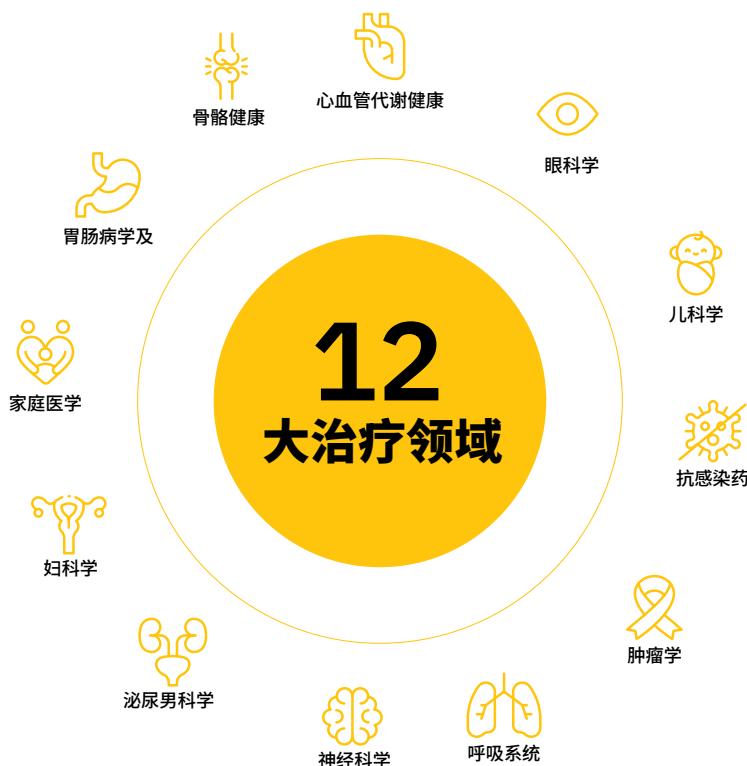 心血管代谢健康
骨骼健康
眼科学
胃肠病学及
儿科学
12
大治疗领域
家庭医学
抗感染药
妇科学
肿瘤学
泌尿男科学
呼吸系统
神经科学